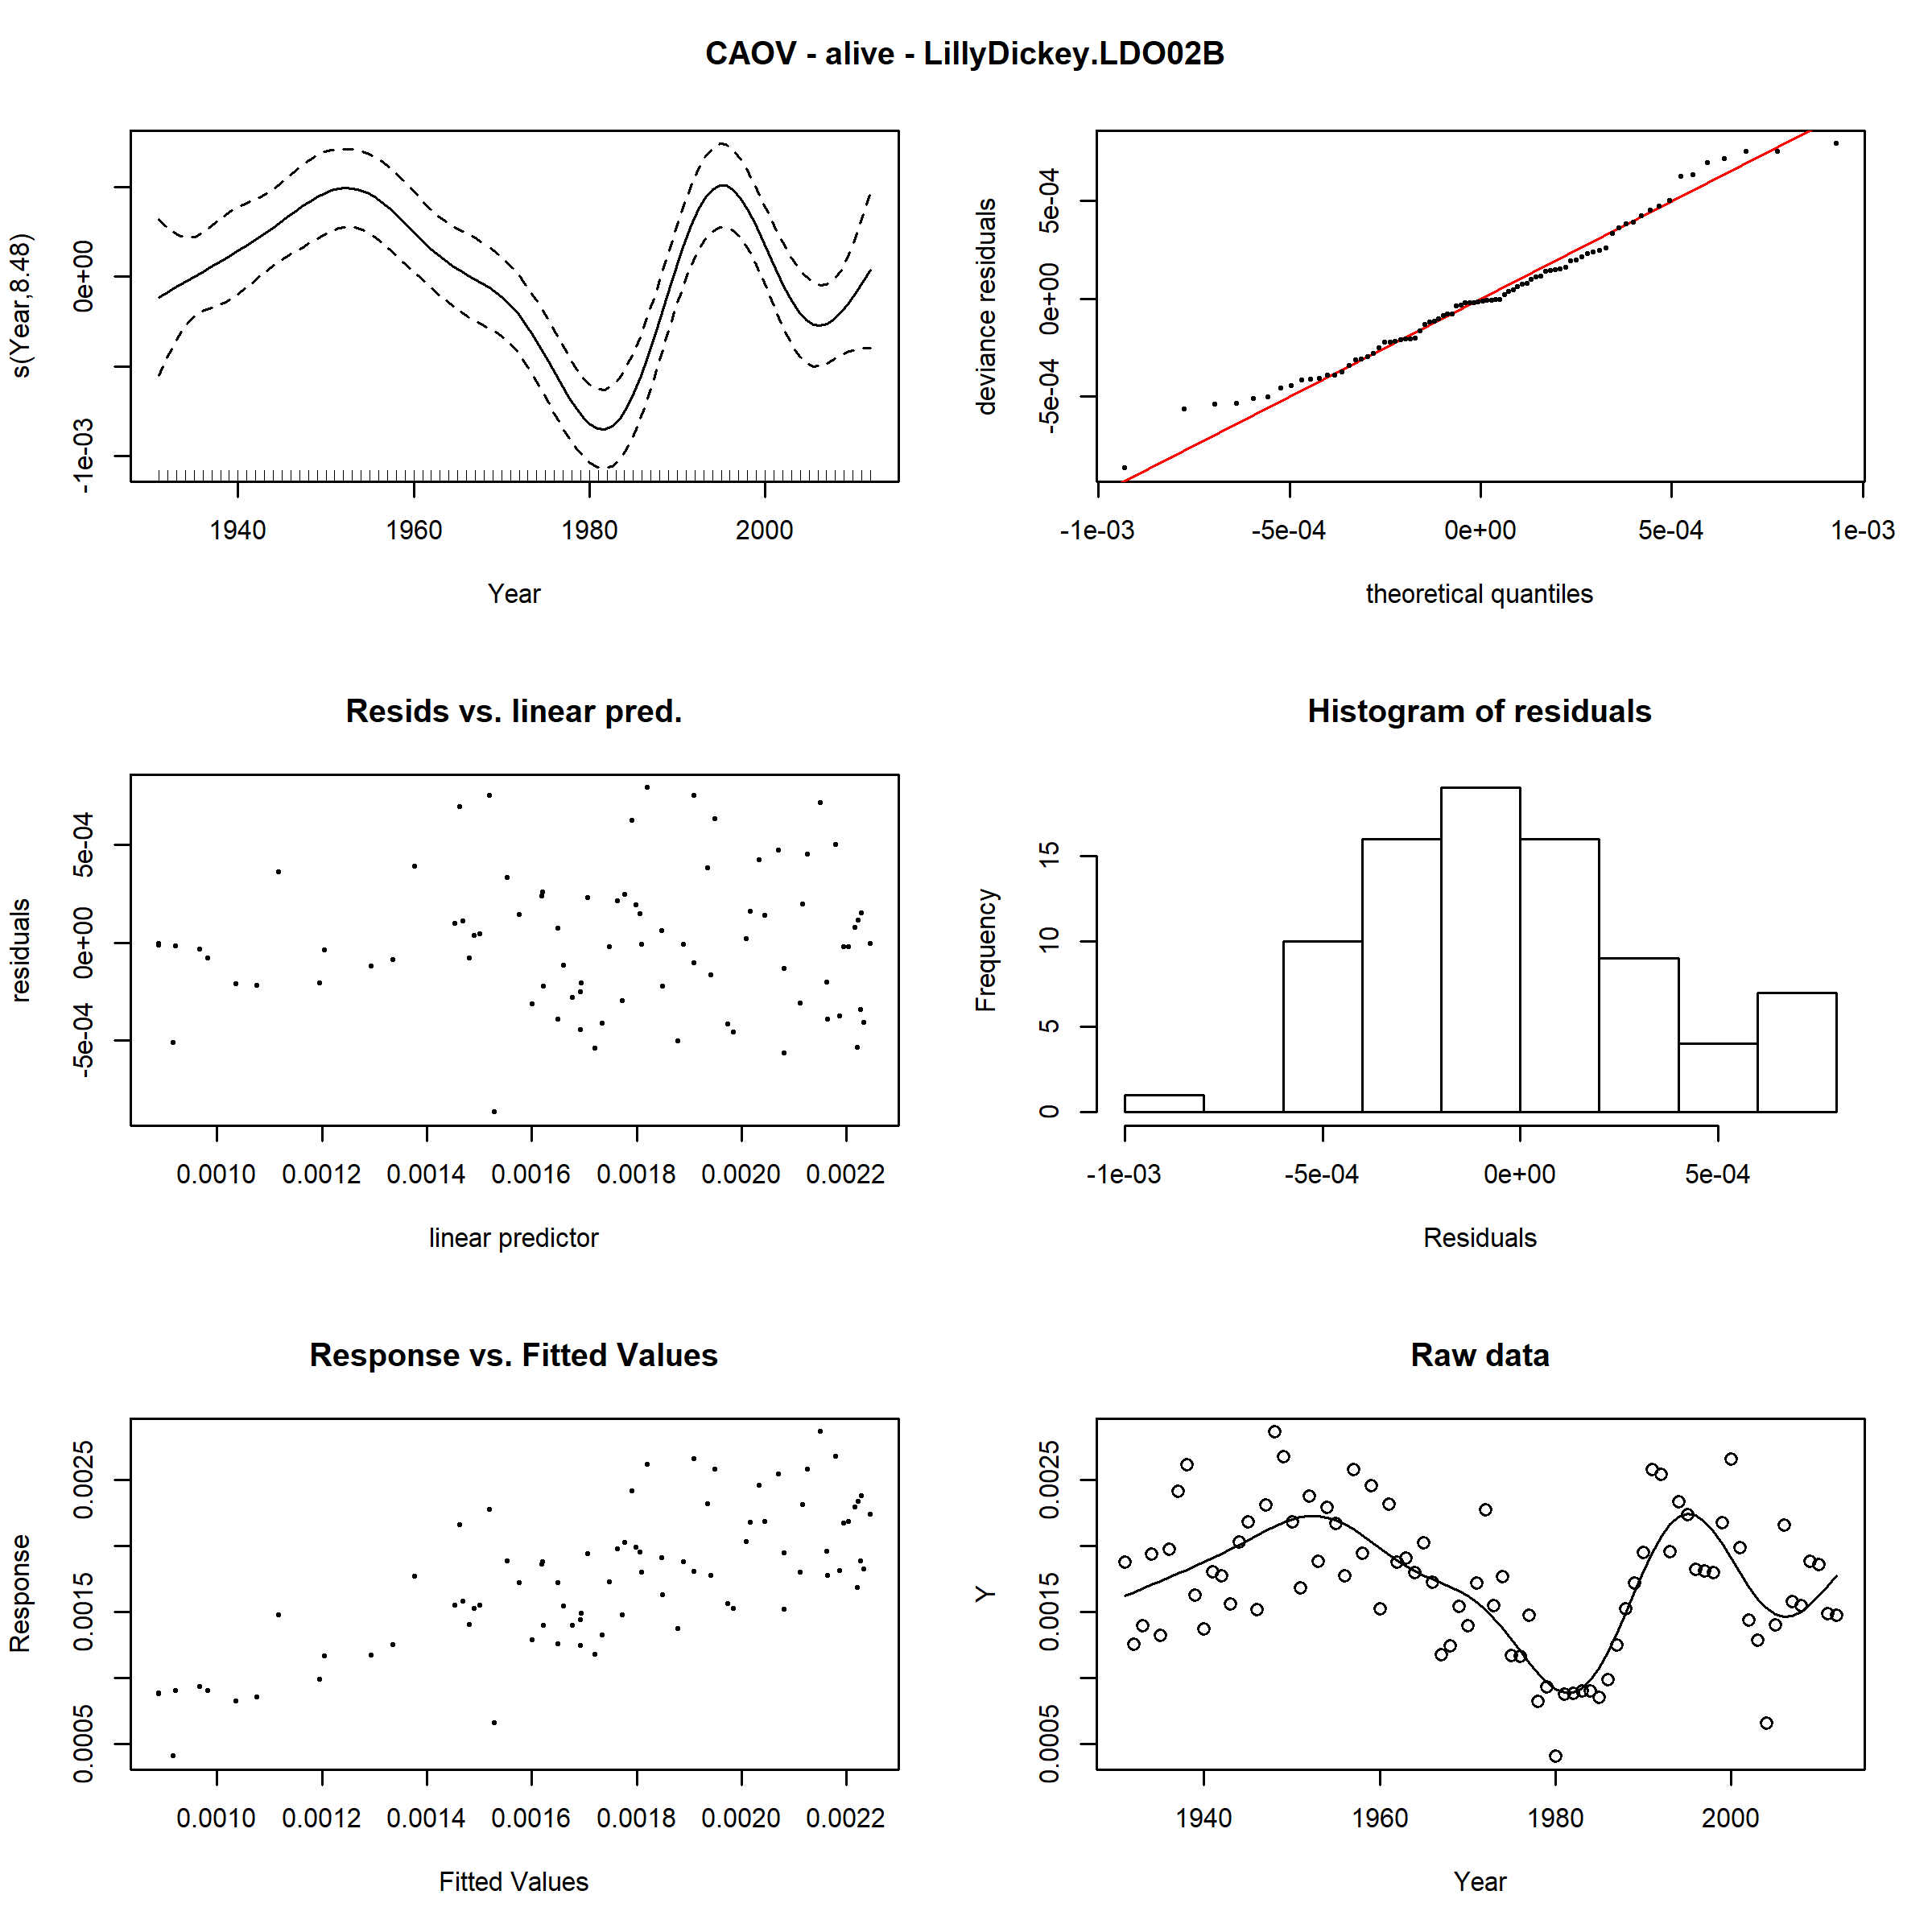 CAOV - alive - LillyDickey.LDO02B
s(Year,8.48)
-1e-03 0e+00
1940 1960 1980 2000
Year
deviance residuals
-5e-04 0e+00 5e-04
-1e-03 -5e-04 0e+00 5e-04 1e-03
theoretical quantiles
Resids vs. linear pred.
residuals
-5e-04 0e+00 5e-04
0.0010 0.0012 0.0014 0.0016 0.0018 0.0020 0.0022
linear predictor
Histogram of residuals
Frequency
0 5 10 15
-1e-03 -5e-04 0e+00 5e-04
Residuals
Response vs. Fitted Values
Response
0.0005 0.0015 0.0025
0.0010 0.0012 0.0014 0.0016 0.0018 0.0020 0.0022
Fitted Values
Raw data
Y
0.0005 0.0015 0.0025
1940 1960 1980 2000
Year